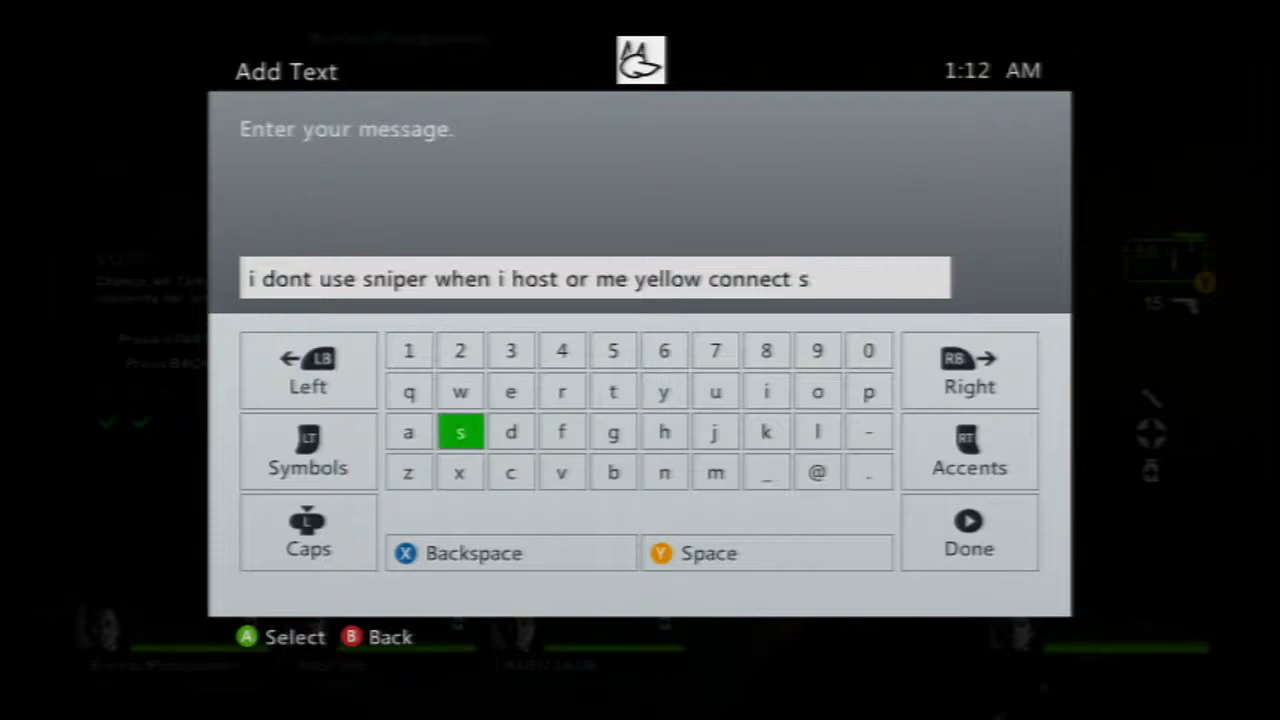 Add Text
1:12 AM
Enter your message.
i dont use sniper when i host or me yellow connect s
LB
Left
1 2 3 4 5 6 7 8 9 0
RB
Right
q w e r t y u i o p
LT
Symbols
a s d f g h j k l -
RT
Accents
z x c v b n m _ @ .
L
Caps
X Backspace
Y Space
Done
A Select B Back
15